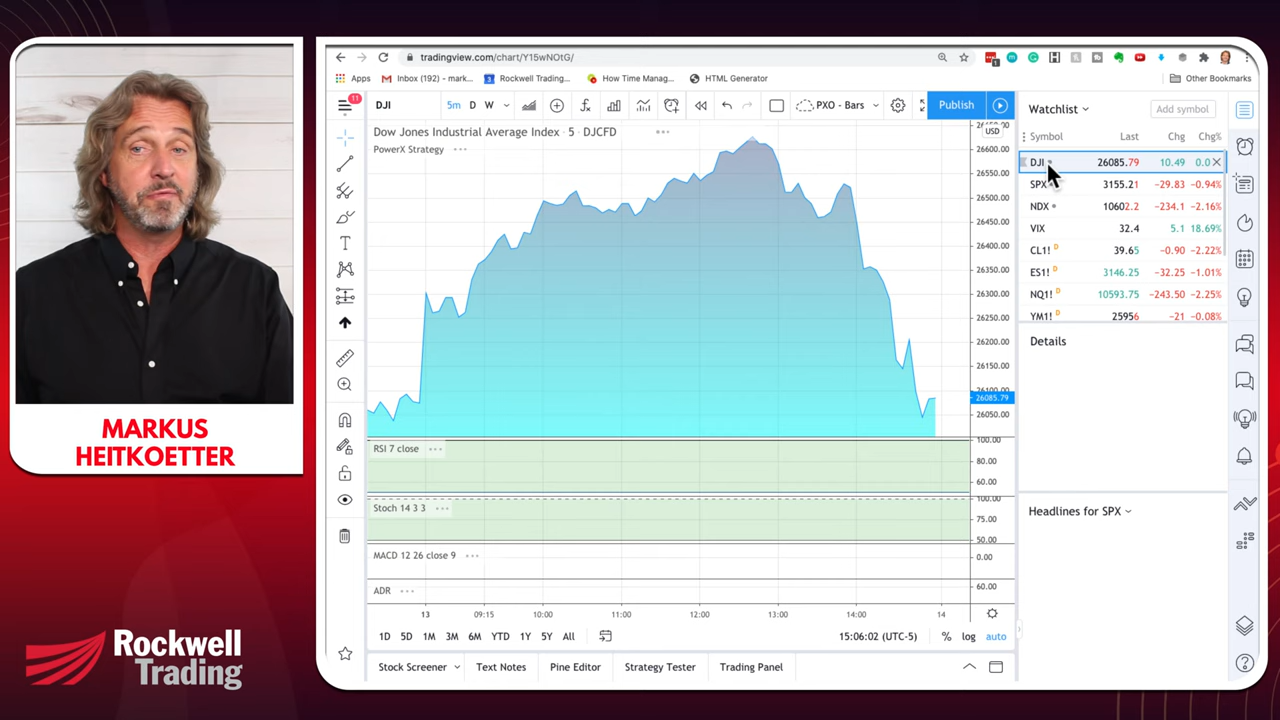 MARKUS
HEITKOETTER
Rockwell
Trading
tradingview.com/chart/Y15wNOtG/
Apps
Inbox (192) - mark...
Rockwell Trading...
How Time Manag...
HTML Generator
Other Bookmarks
11
DJI
5m D W
PXO - Bars
Publish
Dow Jones Industrial Average Index · 5 · DJCFD
PowerX Strategy
USD
26600.00
26550.00
26500.00
26450.00
26400.00
26350.00
26300.00
26250.00
26200.00
26150.00
26100.00
26085.79
26050.00
RSI 7 close
100.00
80.00
60.00
Stoch 14 3 3
100.00
75.00
50.00
MACD 12 26 close 9
0.00
ADR
60.00
13 09:15 10:00 11:00 12:00 13:00 14:00 14
1D 5D 1M 3M 6M YTD 1Y 5Y All
15:06:02 (UTC-5) % log auto
Stock Screener Text Notes Pine Editor Strategy Tester Trading Panel
Watchlist
Add symbol
Symbol Last Chg Chg%
DJI 26085.79 10.49 0.0
SPX 3155.21 −29.83 −0.94%
NDX 10602.2 −234.1 −2.16%
VIX 32.4 5.1 18.69%
CL1! D 39.65 −0.90 −2.22%
ES1! D 3146.25 −32.25 −1.01%
NQ1! D 10593.75 −243.50 −2.25%
YM1! D 25956 −21 −0.08%
Details
Headlines for SPX